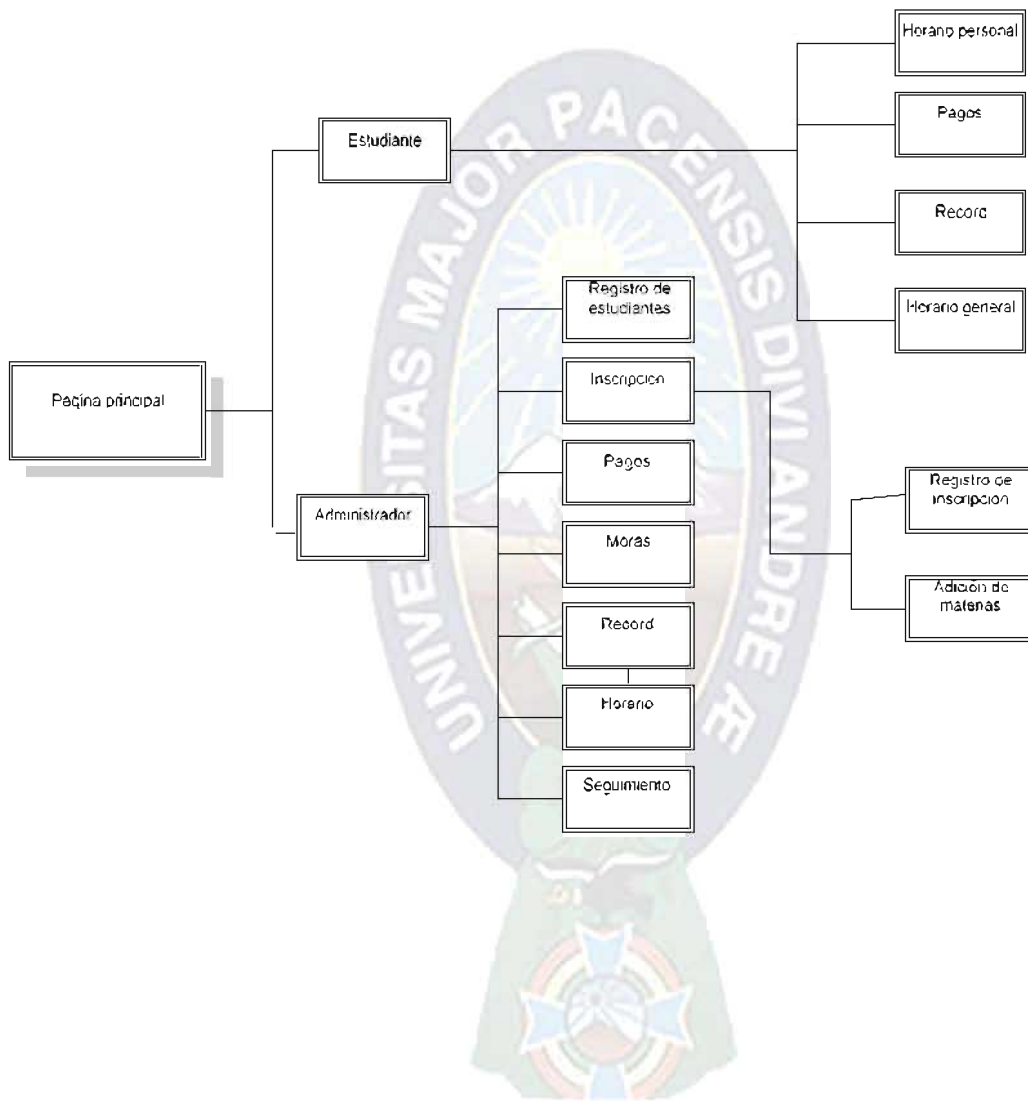 Horario personal
Pagos
Record
Horario general
Estudiante
Registro de
estudiantes
Inscripcion
Pagos
Moras
Record
Horario
Seguimiento
Pagina principal
Administrador
Registro de
inscripcion
Adición de
materias
UNIVERSITAS MAJOR PACENSIS DIVI ANDRE Æ